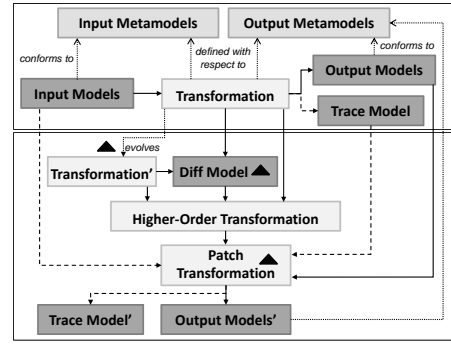 Input Metamodels
Output Metamodels
conforms to
defined with
respect to
conforms to
Input Models
Transformation
Output Models
Trace Model
evolves
Transformation’
Diff Model
Higher-Order Transformation
Patch
Transformation
Trace Model’
Output Models’